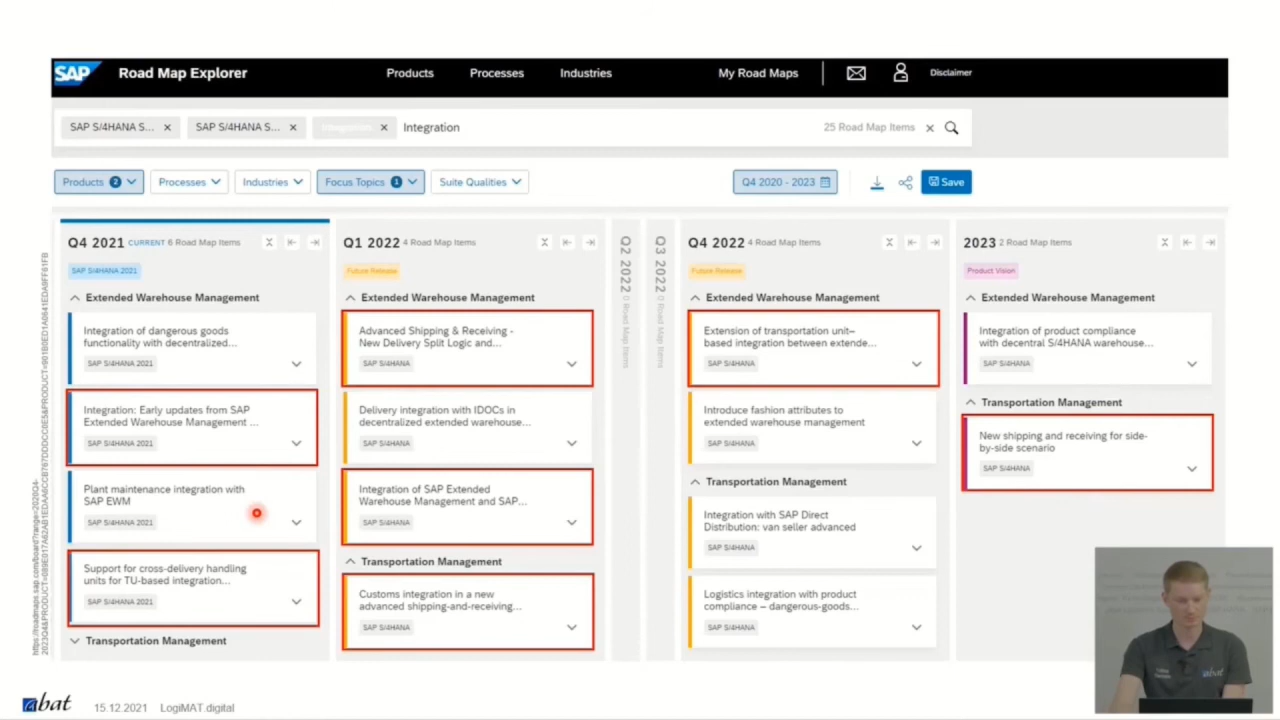 SAP Road Map Explorer Products Processes Industries My Road Maps Disclaimer
SAP S/4HANA S... × SAP S/4HANA S... × × Integration 25 Road Map Items ×
Products 2 Processes Industries Focus Topics 1 Suite Qualities Q4 2020 - 2023 Save
Q4 2021 CURRENT 6 Road Map Items
SAP S/4HANA 2021
Extended Warehouse Management
Integration of dangerous goods
functionality with decentralized...
SAP S/4HANA 2021
Integration: Early updates from SAP
Extended Warehouse Management ...
SAP S/4HANA 2021
Plant maintenance integration with
SAP EWM
SAP S/4HANA 2021
Support for cross-delivery handling
units for TU-based integration...
SAP S/4HANA 2021
Transportation Management
Q1 2022 4 Road Map Items
Future Release
Extended Warehouse Management
Advanced Shipping & Receiving -
New Delivery Split Logic and...
SAP S/4HANA
Delivery integration with IDOCs in
decentralized extended warehouse...
SAP S/4HANA
Integration of SAP Extended
Warehouse Management and SAP...
SAP S/4HANA
Transportation Management
Customs integration in a new
advanced shipping-and-receiving...
SAP S/4HANA
Q2 2022 0 Road Map Items
Q3 2022 0 Road Map Items
Q4 2022 4 Road Map Items
Future Release
Extended Warehouse Management
Extension of transportation unit–
based integration between extende...
SAP S/4HANA
Introduce fashion attributes to
extended warehouse management
SAP S/4HANA
Transportation Management
Integration with SAP Direct
Distribution: van seller advanced
SAP S/4HANA
Logistics integration with product
compliance – dangerous-goods...
SAP S/4HANA
2023 2 Road Map Items
Product Vision
Extended Warehouse Management
Integration of product compliance
with decentral S/4HANA warehouse...
SAP S/4HANA
Transportation Management
New shipping and receiving for side-
by-side scenario
SAP S/4HANA
abat
abat 15.12.2021 LogiMAT digital